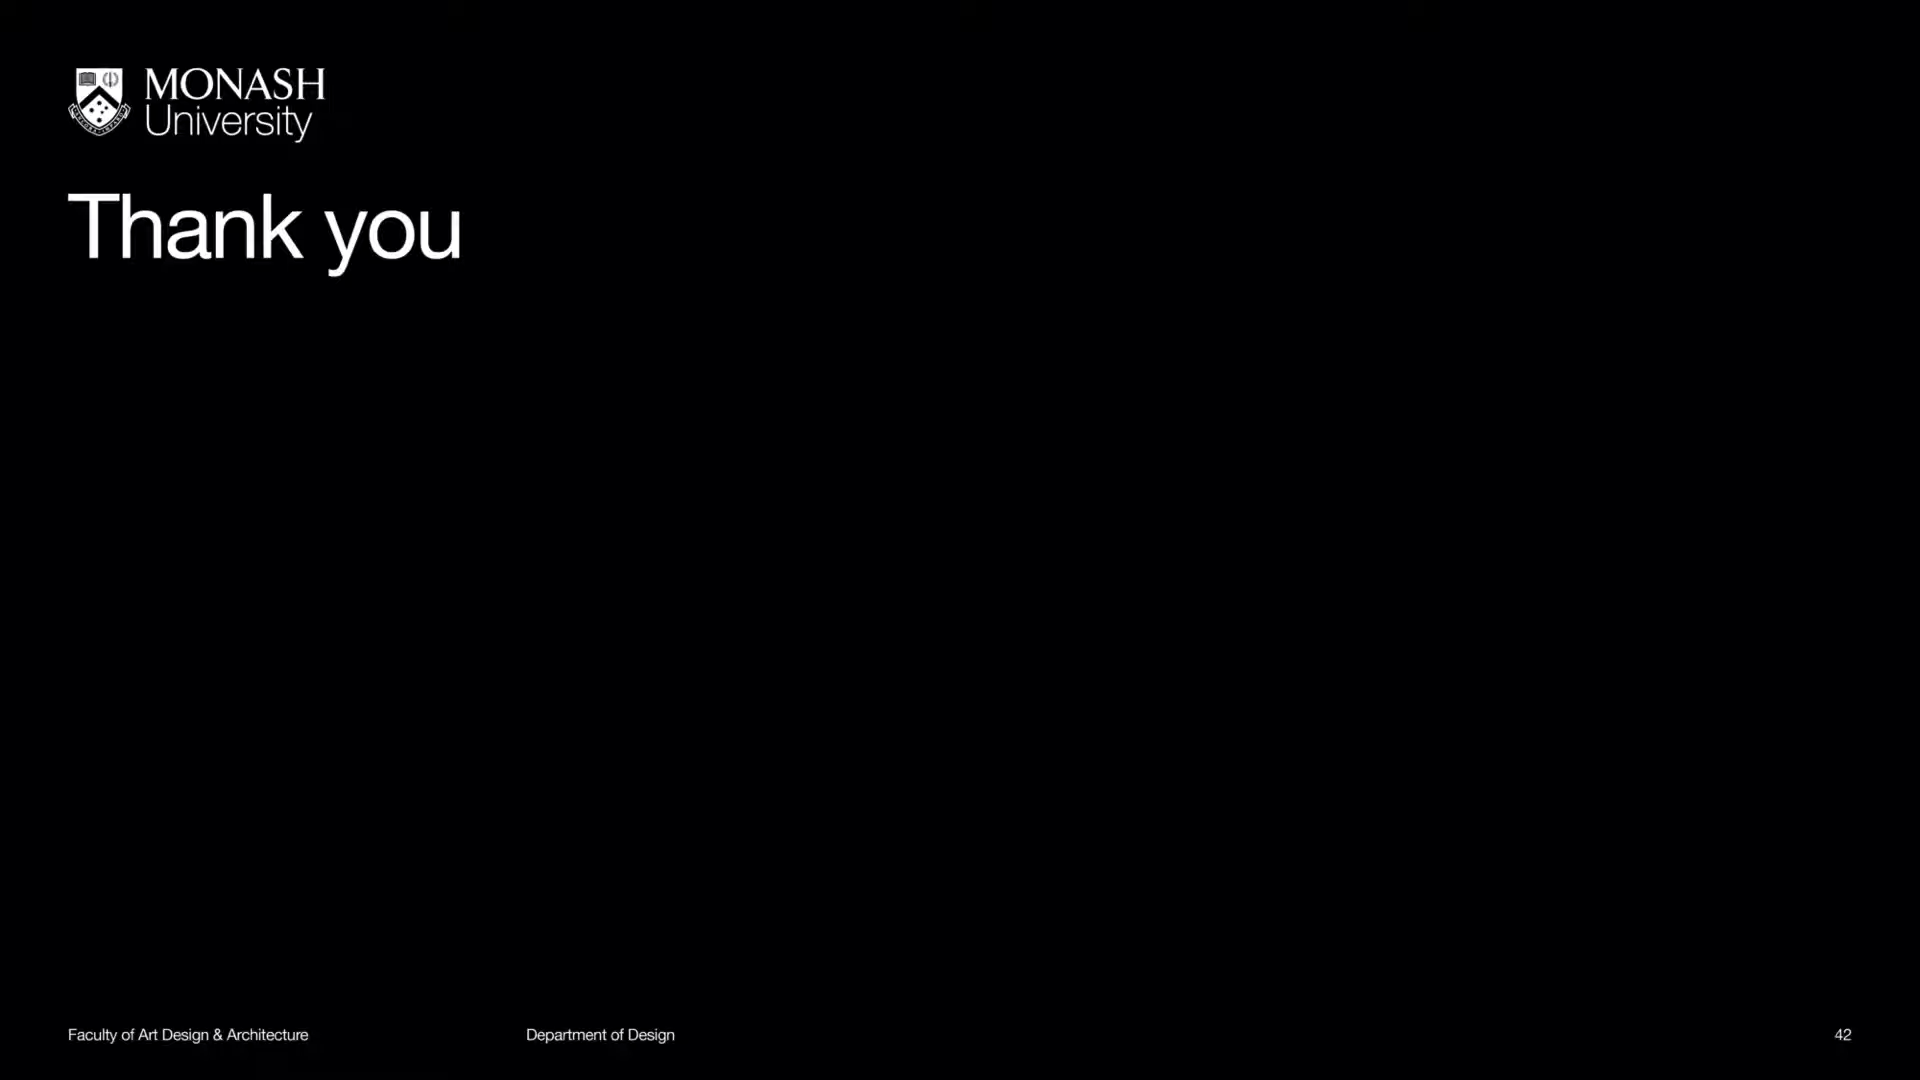 MONASH
University
Thank you
Faculty of Art Design & Architecture
Department of Design
42